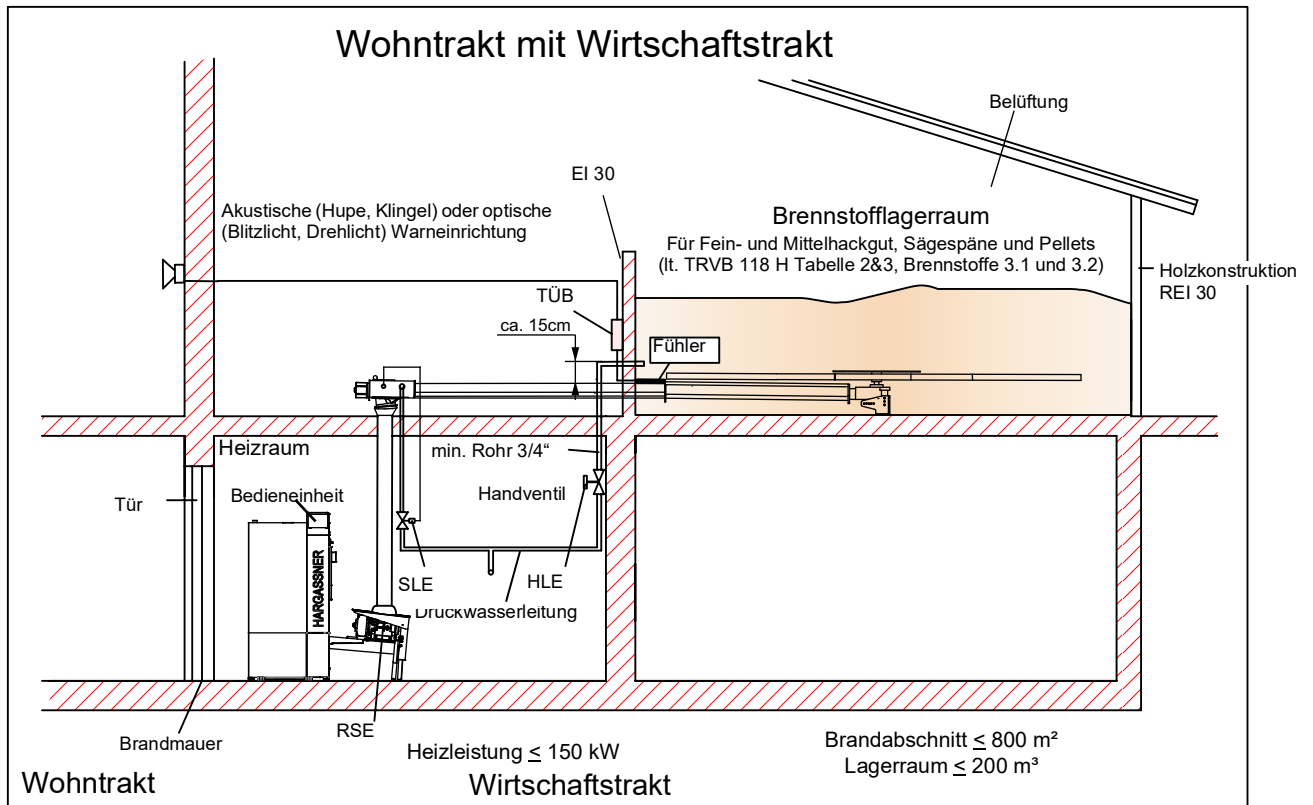 Wohntrakt mit Wirtschaftstrakt
Belüftung
EI 30
Akustische (Hupe, Klingel) oder optische
(Blitzlicht, Drehlicht) Warneinrichtung
Brennstofflagerraum
Für Fein- und Mittelhackgut, Sägespäne und Pellets
(lt. TRVB 118 H Tabelle 2&3, Brennstoffe 3.1 und 3.2)
Holzkonstruktion
REI 30
TÜB
ca. 15cm
Fühler
Heizraum
min. Rohr 3/4“
Tür
Bedieneinheit
Handventil
HARGASSNER
SLE
HLE
Druckwasserleitung
RSE
Brandmauer
Heizleistung ≤ 150 kW
Brandabschnitt ≤ 800 m²
Lagerraum ≤ 200 m³
Wohntrakt
Wirtschaftstrakt